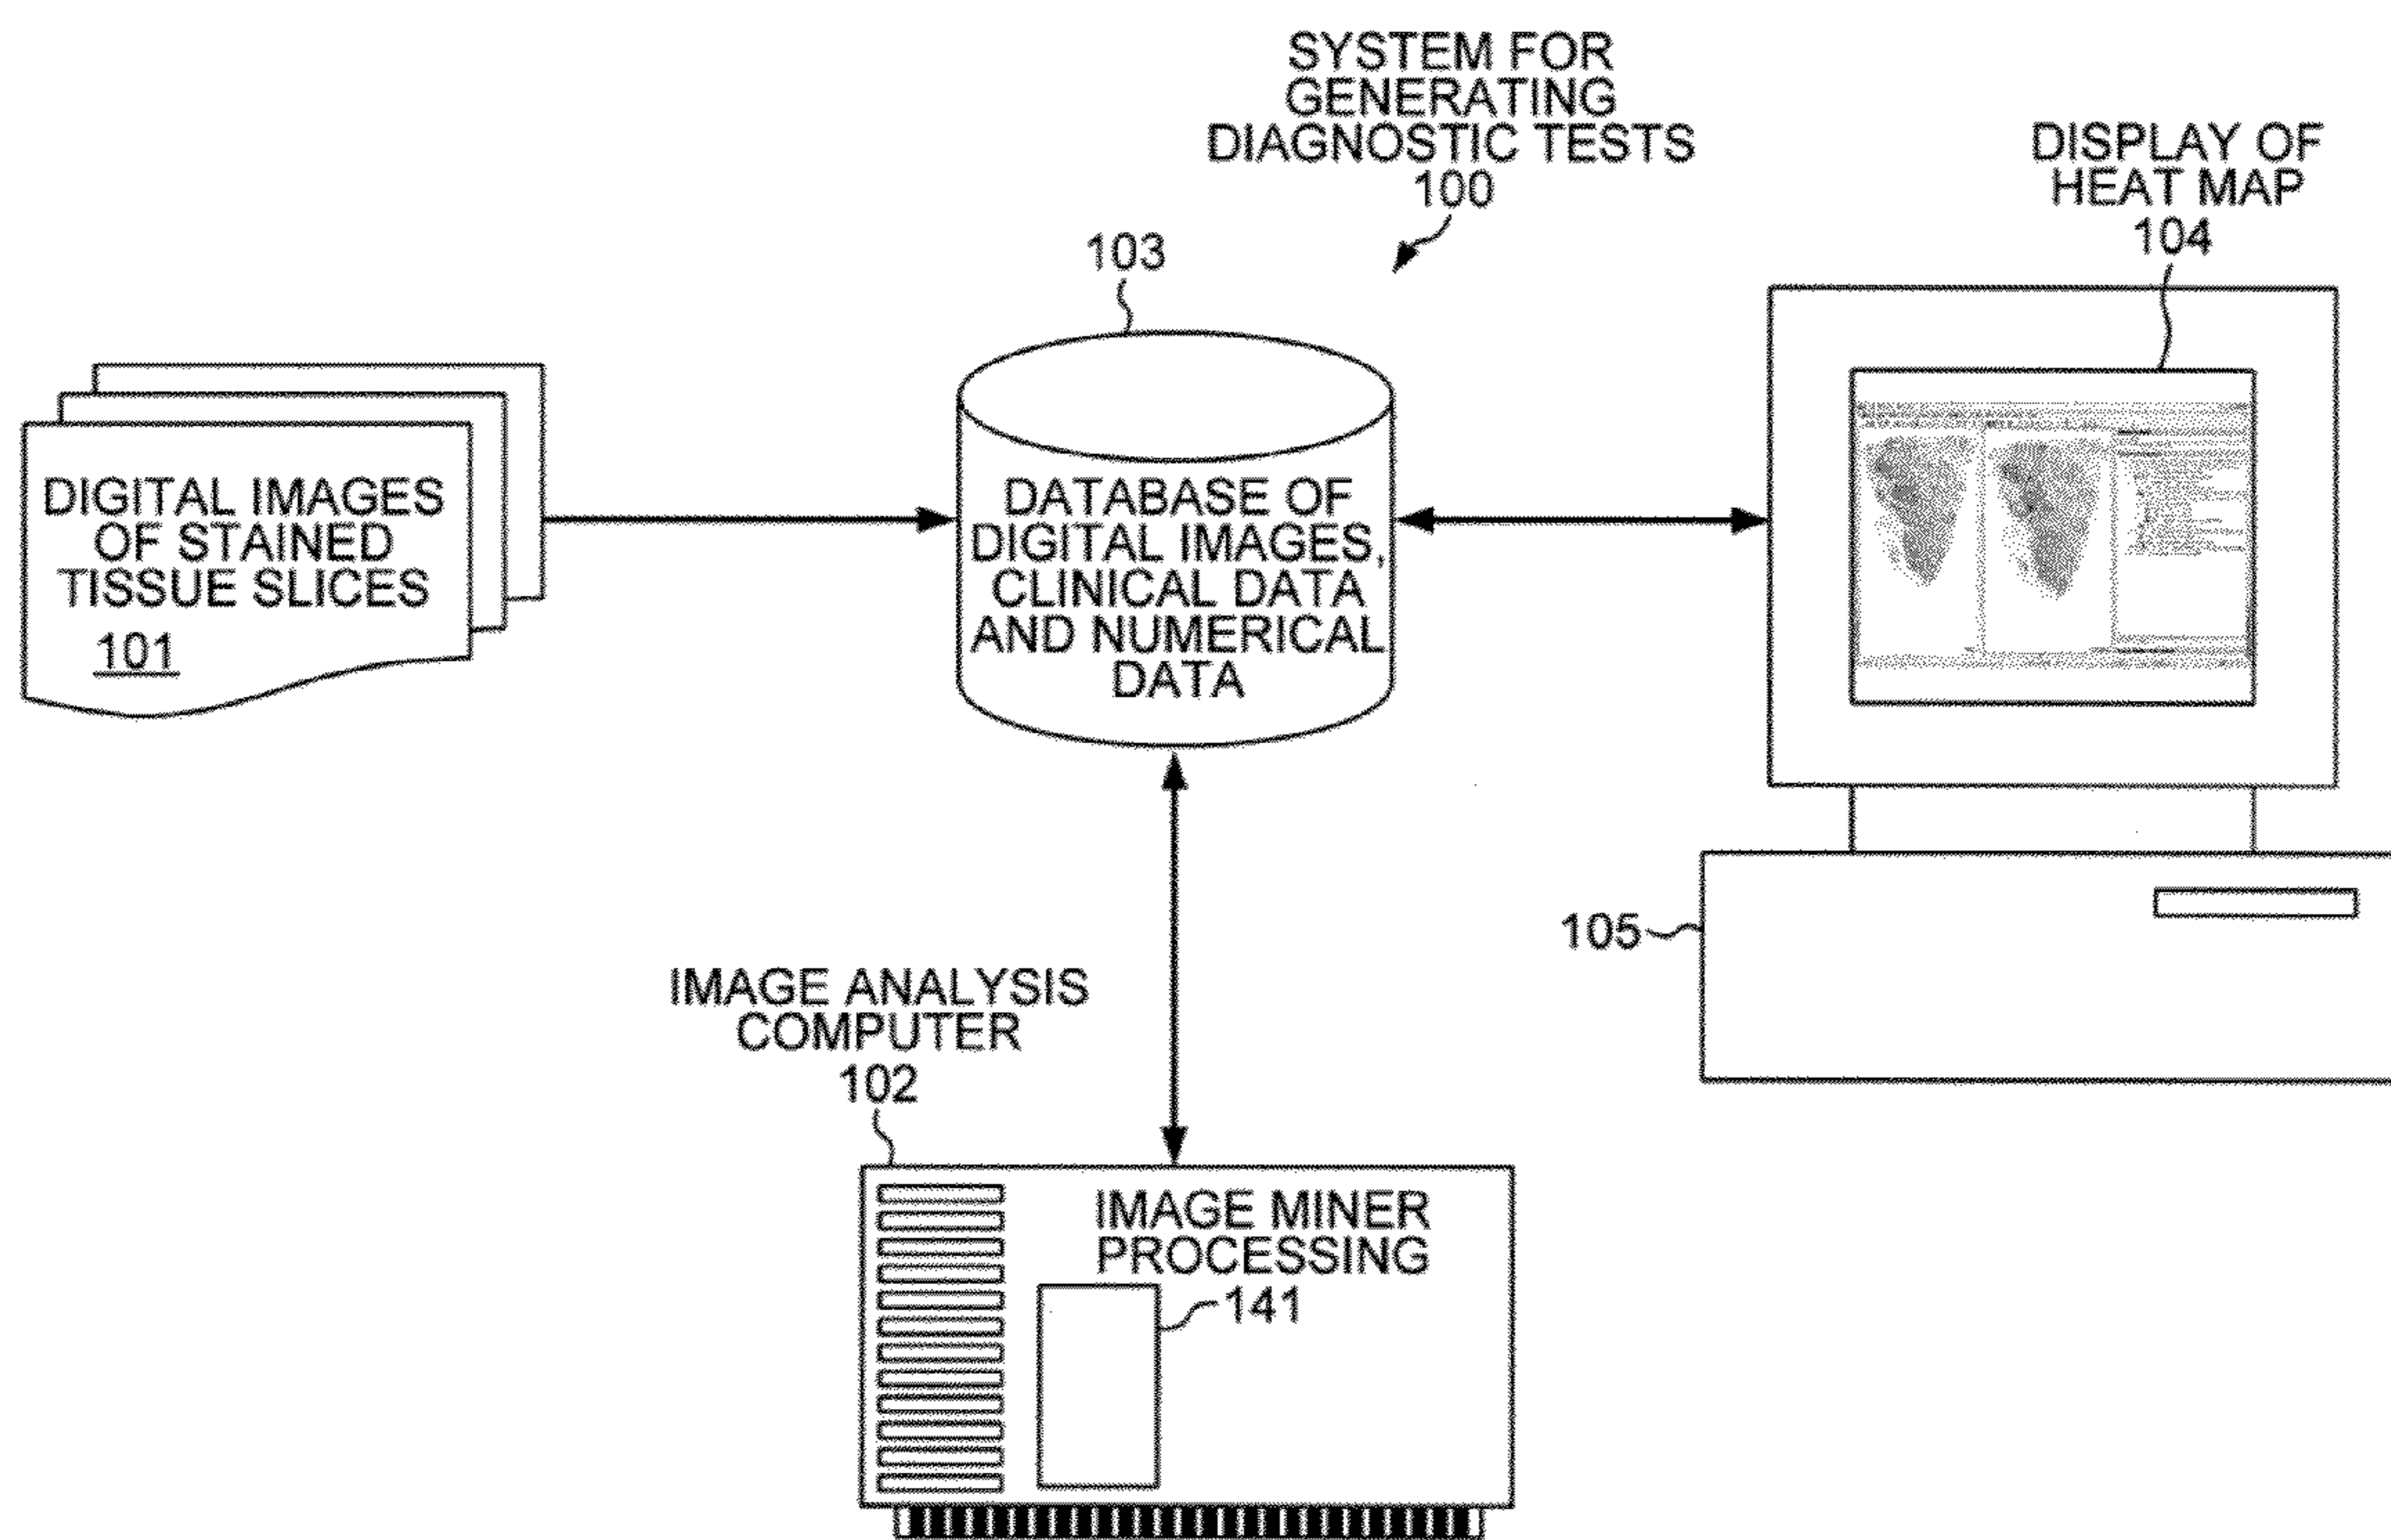 SYSTEM FOR
GENERATING
DIAGNOSTIC TESTS
100
DISPLAY OF
HEAT MAP
104
103
DIGITAL IMAGES
OF STAINED
TISSUE SLICES
101
DATABASE OF
DIGITAL IMAGES,
CLINICAL DATA
AND NUMERICAL
DATA
105
IMAGE ANALYSIS
COMPUTER
102
IMAGE MINER
PROCESSING
141